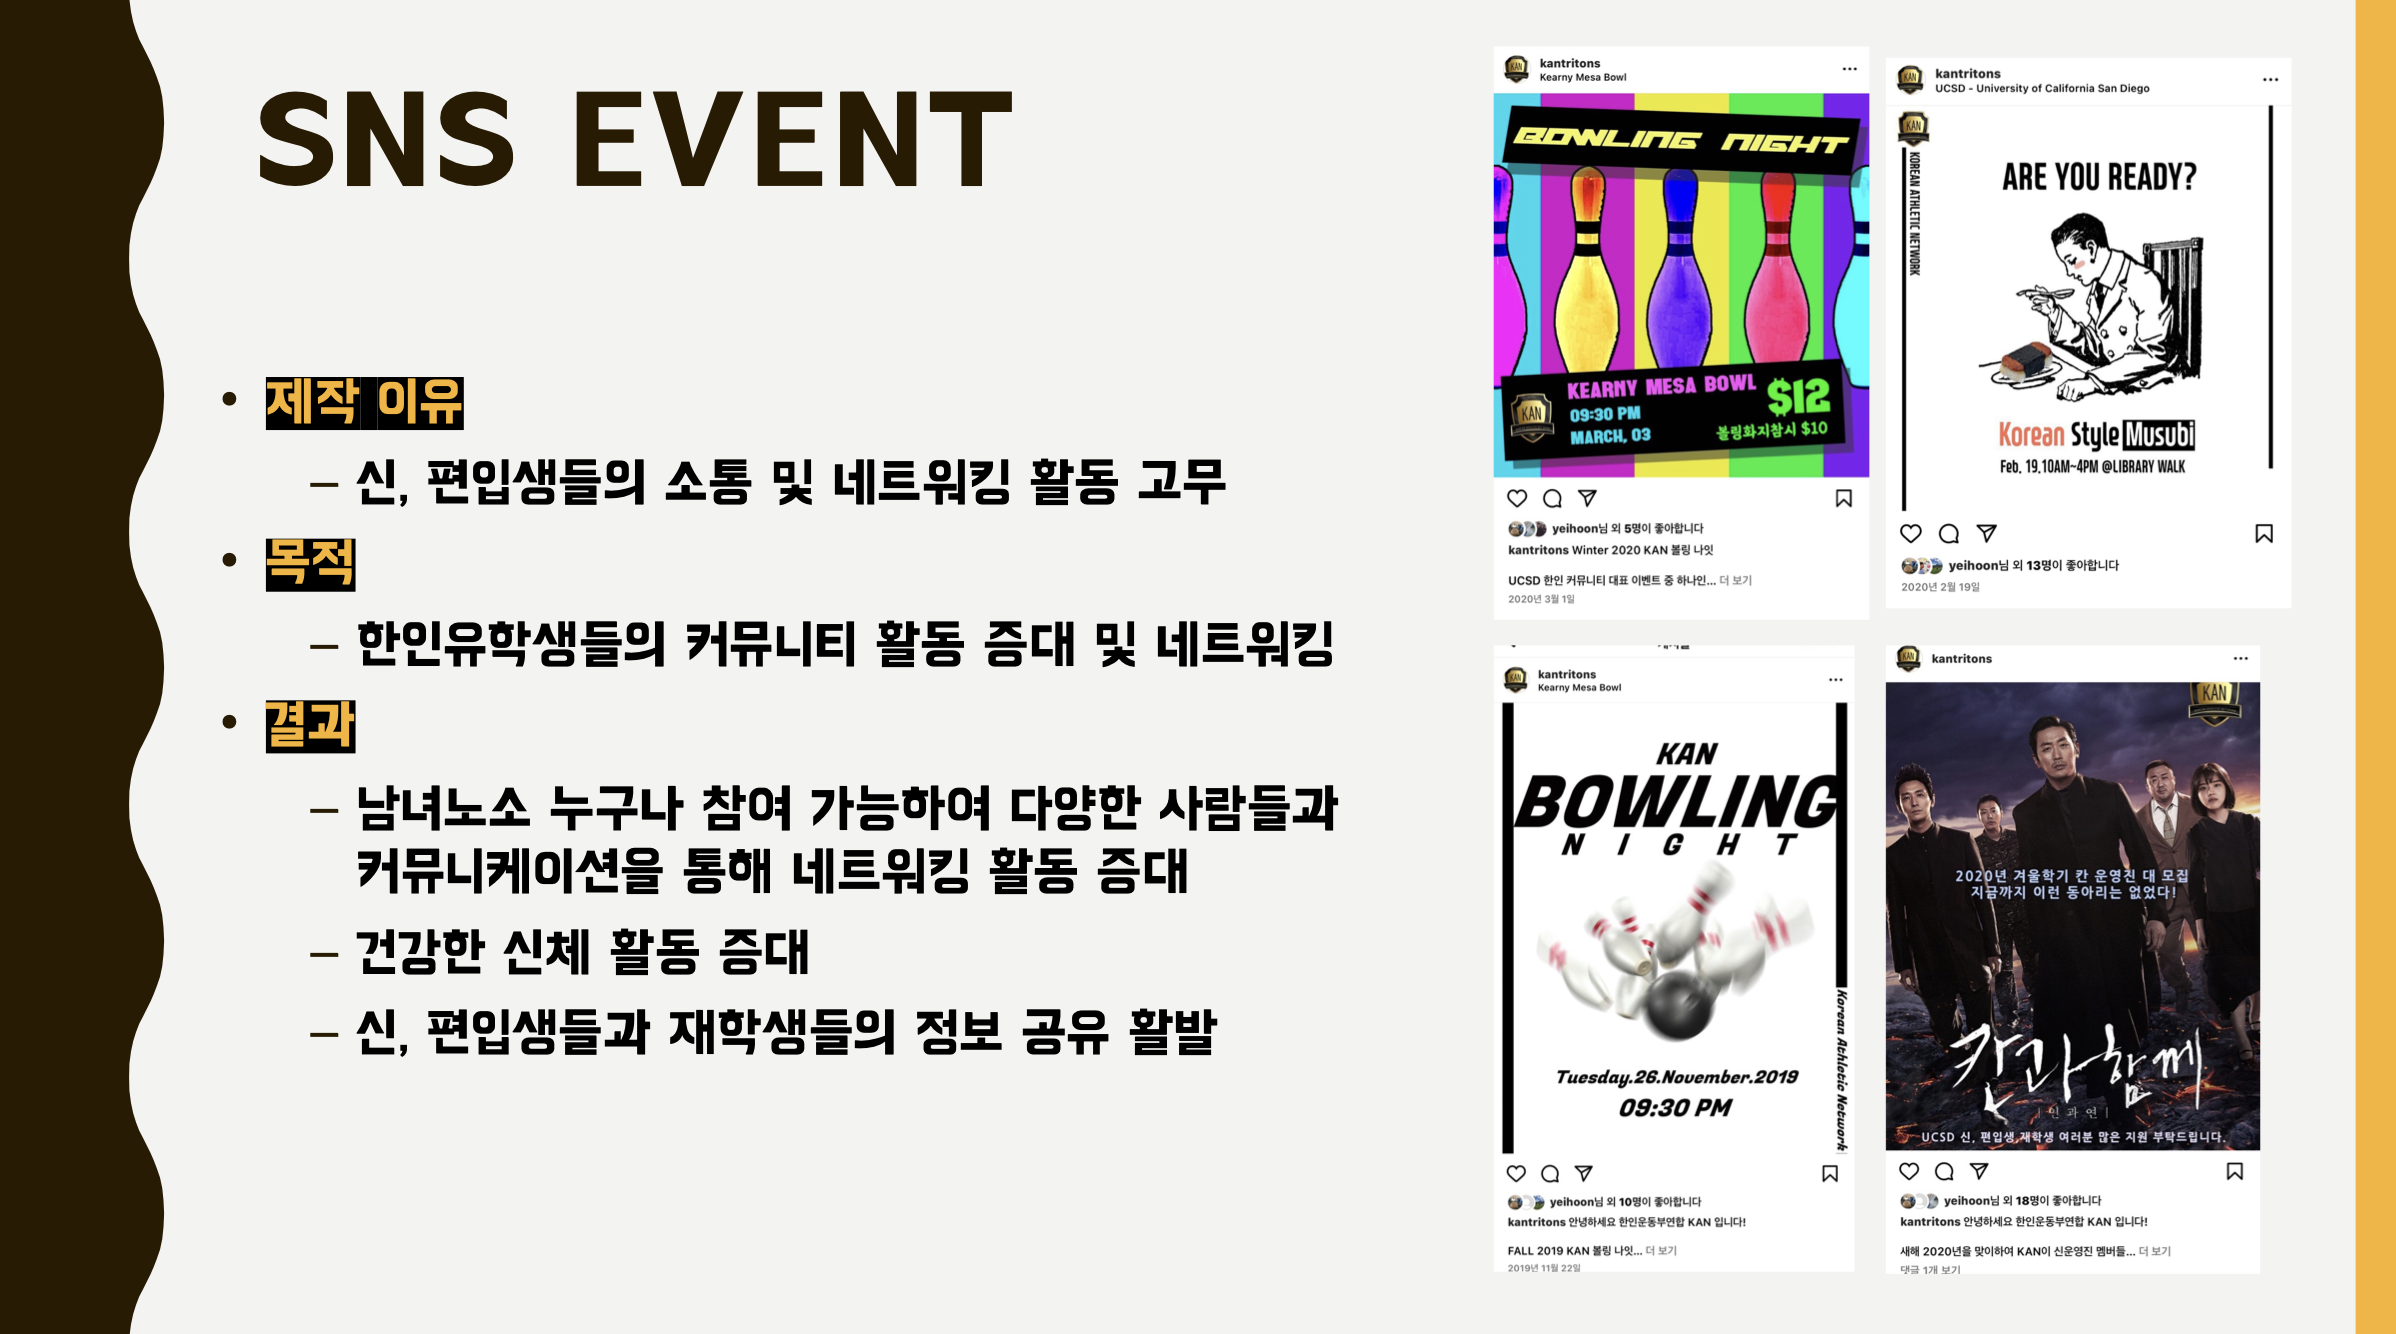 SNS EVENT
제작 이유
신, 편입생들의 소통 및 네트워킹 활동 고무
목적
한인유학생들의 커뮤니티 활동 증대 및 네트워킹
결과
남녀노소 누구나 참여 가능하여 다양한 사람들과
커뮤니케이션을 통해 네트워킹 활동 증대
건강한 신체 활동 증대
신, 편입생들과 재학생들의 정보 공유 활발
kantritons
Kearny Mesa Bowl
BOWLING NIGHT
KAN
KEARNY MESA BOWL
$12
09:30 PM
MARCH, 03
볼링화지참시 $10
yeihoon님 외 5명이 좋아합니다
kantritons Winter 2020 KAN 볼링 나잇
UCSD 한인 커뮤니티 대표 이벤트 중 하나인... 더 보기
2020년 3월 1일
kantritons
UCSD - University of California San Diego
KAN
KOREAN ATHLETIC NETWORK
ARE YOU READY?
Korean Style Musubi
Feb. 19.10AM~4PM @LIBRARY WALK
yeihoon님 외 13명이 좋아합니다
2020년 2월 19일
kantritons
Kearny Mesa Bowl
KAN
BOWLING
NIGHT
Tuesday.26.November.2019
09:30 PM
Korean Athletic Network
yeihoon님 외 10명이 좋아합니다
kantritons 안녕하세요 한인운동부연합 KAN 입니다!
FALL 2019 KAN 볼링 나잇... 더 보기
2019년 11월 22일
kantritons
KAN
2020년 겨울학기 칸 운영진 대 모집
지금까지 이런 동아리는 없었다!
칸과 함께
인과 연
UCSD 신, 편입생,재학생 여러분 많은 지원 부탁드립니다.
yeihoon님 외 18명이 좋아합니다
kantritons 안녕하세요 한인운동부연합 KAN 입니다!
새해 2020년을 맞이하여 KAN이 신운영진 멤버들... 더 보기
댓글 1개 보기